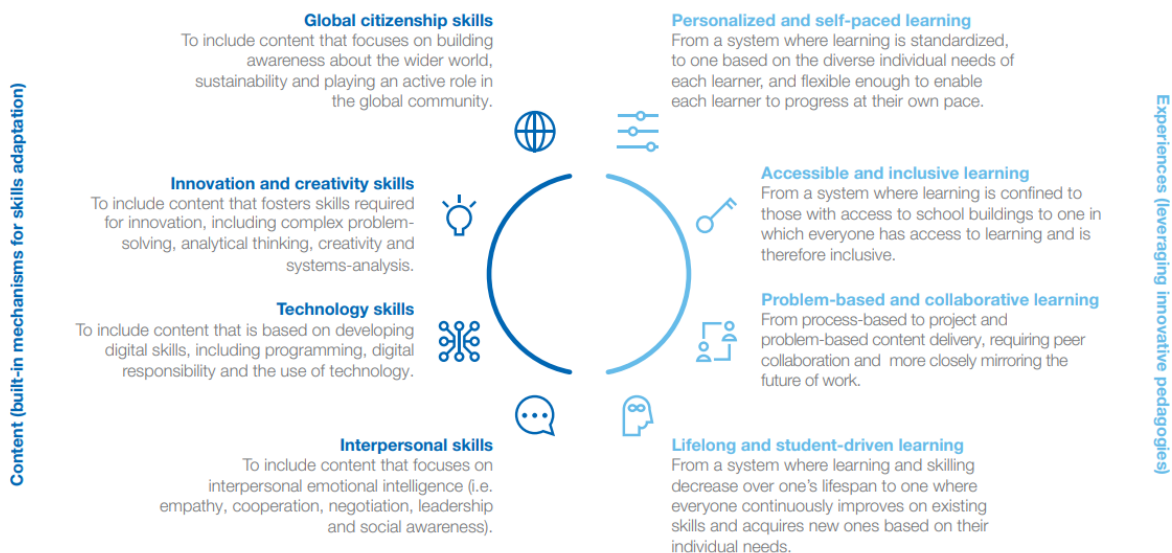 Content (built-in mechanisms for skills adaptation)
Global citizenship skills
To include content that focuses on building
awareness about the wider world,
sustainability and playing an active role in
the global community.
Innovation and creativity skills
To include content that fosters skills required
for innovation, including complex problem-
solving, analytical thinking, creativity and
systems-analysis.
Technology skills
To include content that is based on developing
digital skills, including programming, digital
responsibility and the use of technology.
Interpersonal skills
To include content that focuses on
interpersonal emotional intelligence (i.e.
empathy, cooperation, negotiation, leadership
and social awareness).
Personalized and self-paced learning
From a system where learning is standardized,
to one based on the diverse individual needs of
each learner, and flexible enough to enable
each learner to progress at their own pace.
Accessible and inclusive learning
From a system where learning is confined to
those with access to school buildings to one in
which everyone has access to learning and is
therefore inclusive.
Problem-based and collaborative learning
From process-based to project and
problem-based content delivery, requiring peer
collaboration and more closely mirroring the
future of work.
Lifelong and student-driven learning
From a system where learning and skilling
decrease over one's lifespan to one where
everyone continuously improves on existing
skills and acquires new ones based on their
individual needs.
Experiences (leveraging innovative pedagogies)